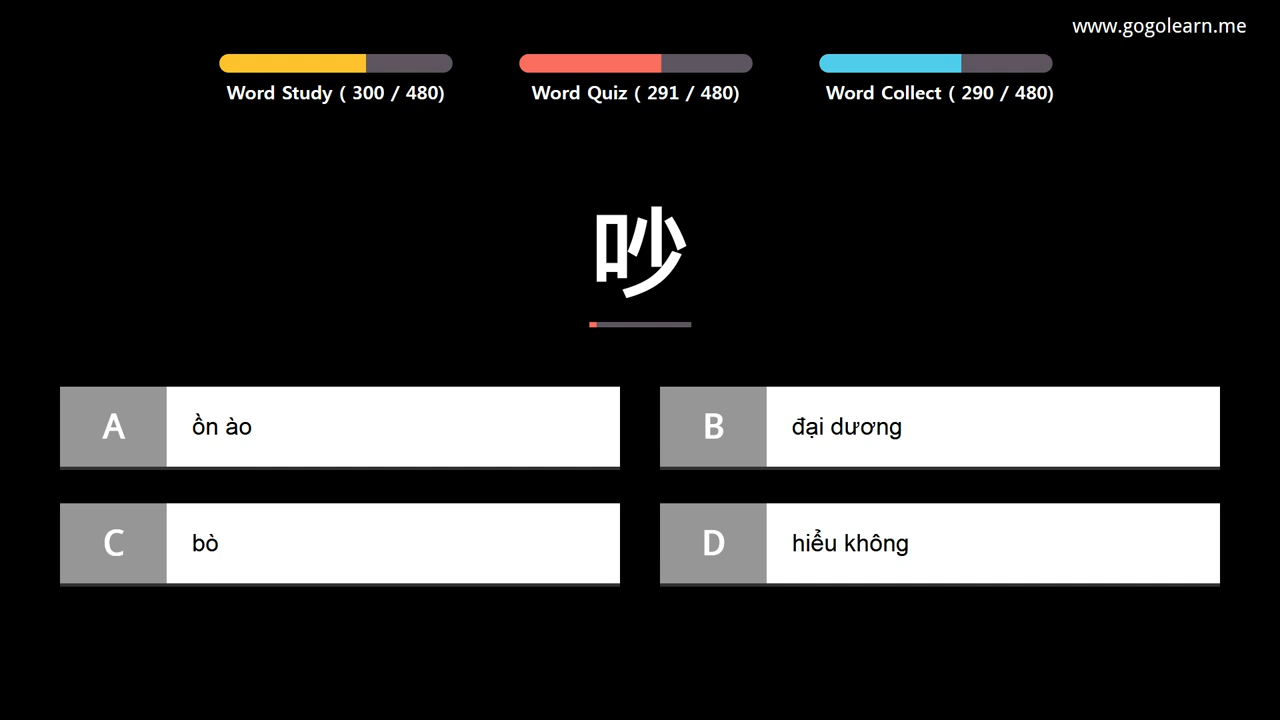 www.gogolearn.me
Word Study ( 300 / 480)
Word Quiz ( 291 / 480)
Word Collect ( 290 / 480)
吵
A
ồn ào
B
đại dương
C
bò
D
hiểu không